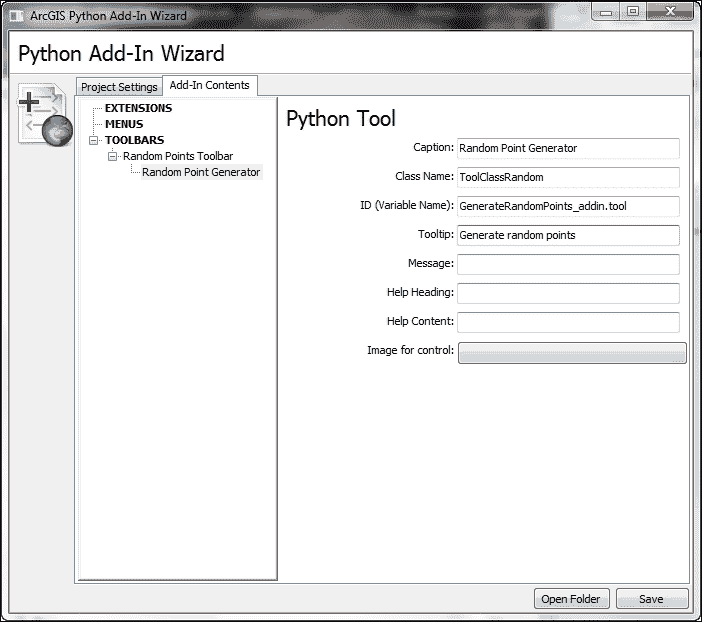 ArcGIS Python Add-In Wizard
Python Add-In Wizard
Project Settings
Add-In Contents
EXTENSIONS
MENUS
TOOLBARS
Random Points Toolbar
Random Point Generator
Python Tool
Caption: Random Point Generator
Class Name: ToolClassRandom
ID (Variable Name): GenerateRandomPoints_addin.tool
Tooltip: Generate random points
Message:
Help Heading:
Help Content:
Image for control:
Open Folder
Save